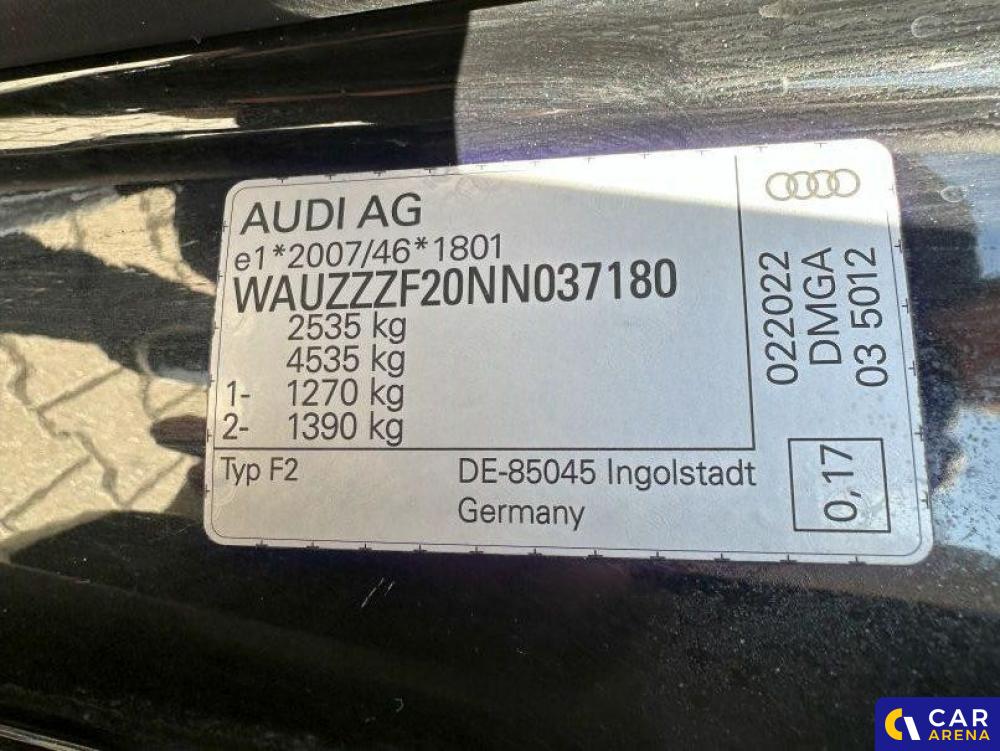 AUDI AG
e1*2007/46*1801
WAUZZZF20NN037180
2535 kg
4535 kg
1- 1270 kg
2- 1390 kg
Typ F2
DE-85045 Ingolstadt
Germany
022022
DMGA
03 5012
0,17
CAR
ARENA